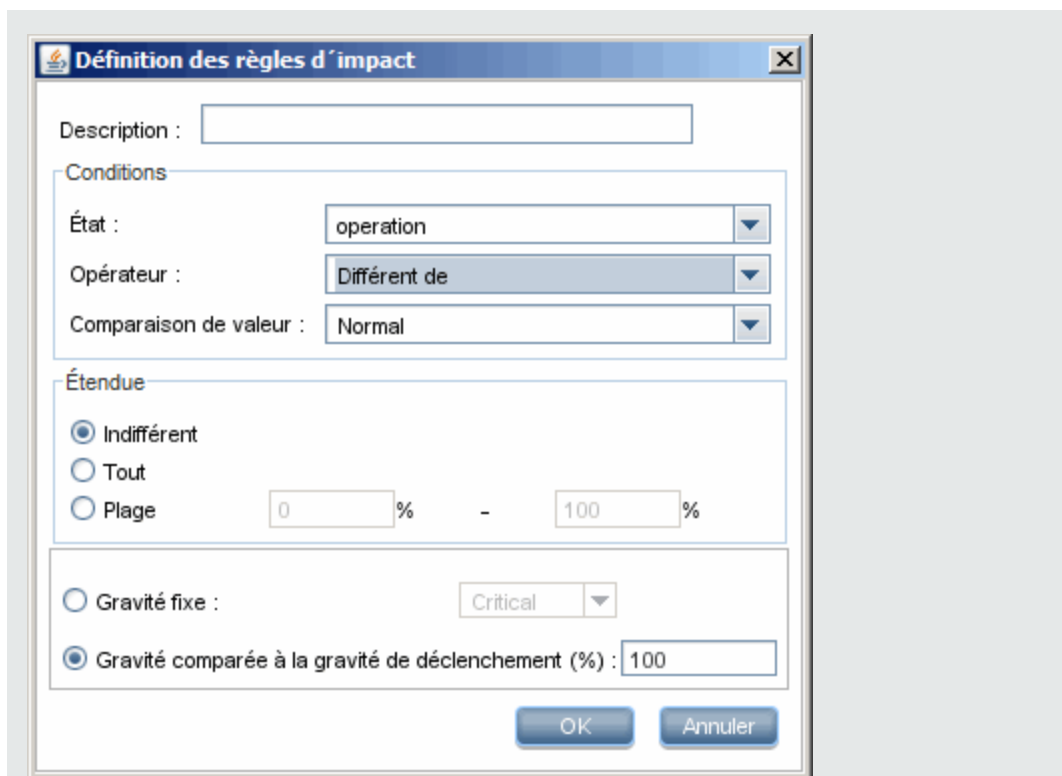 Définition des règles d´impact
Description :
Conditions
État : operation
Opérateur : Différent de
Comparaison de valeur : Normal
Étendue
Indifférent
Tout
Plage 0 % - 100 %
Gravité fixe : Critical
Gravité comparée à la gravité de déclenchement (%) : 100
OK Annuler